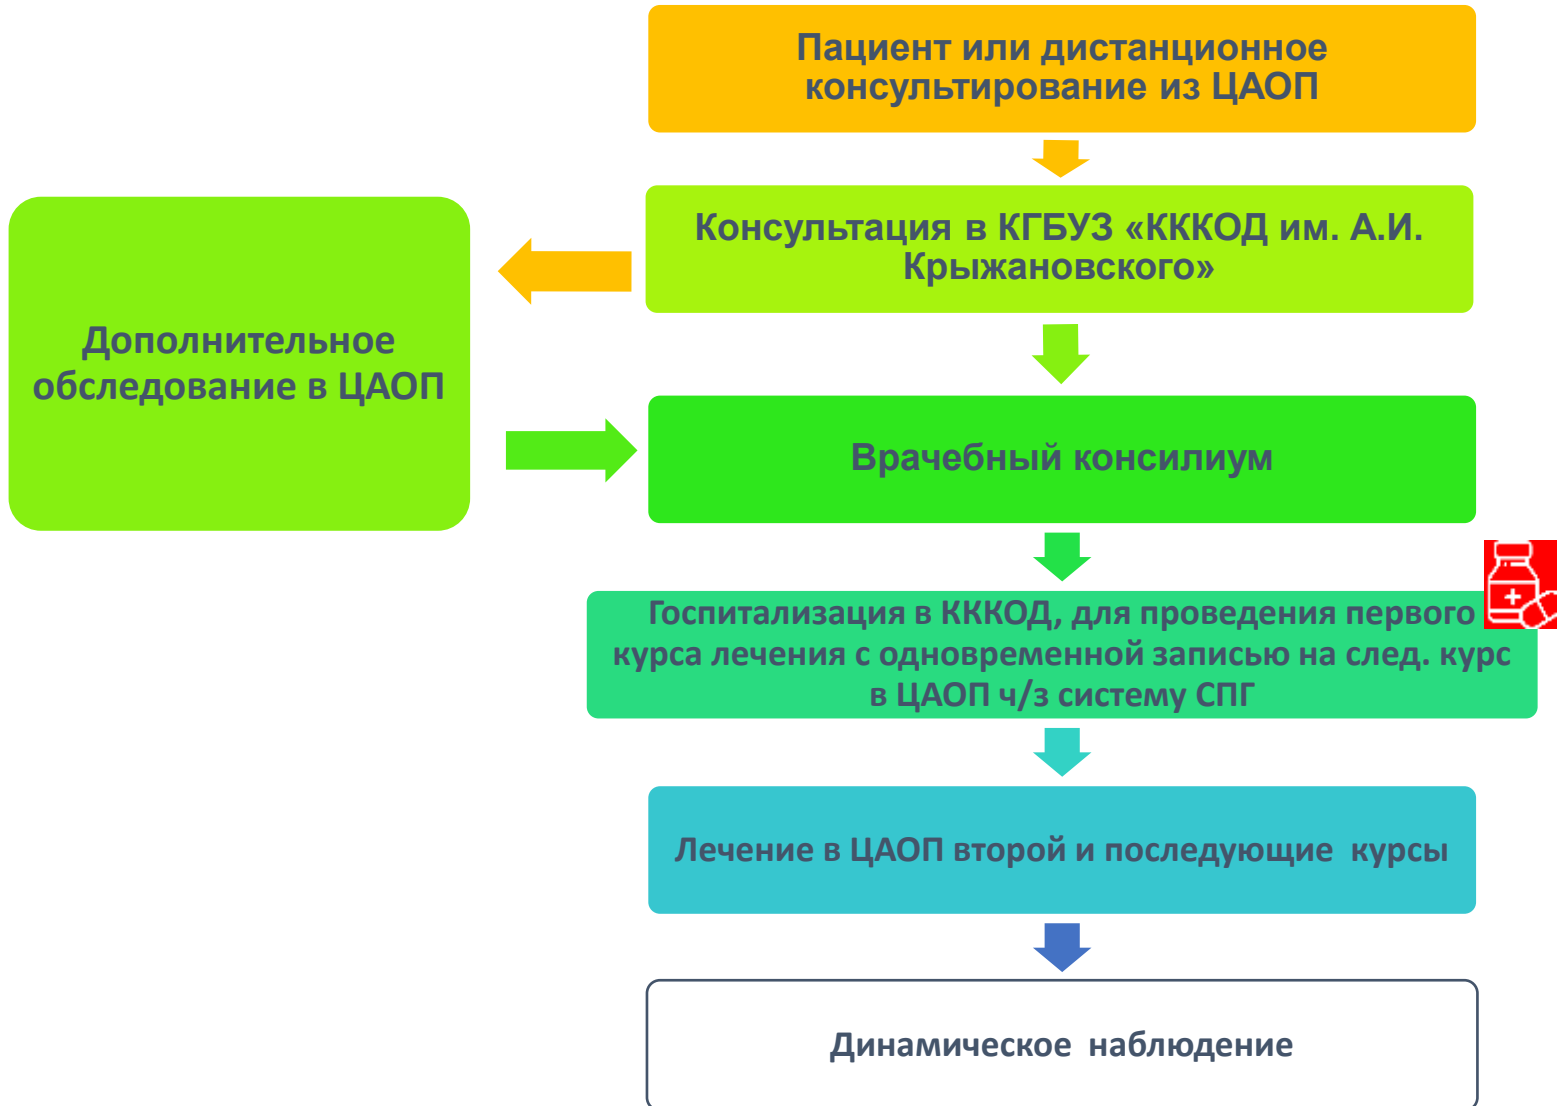 Пациент или дистанционное
консультирование из ЦАОП
Консультация в КГБУЗ «КККОД им. А.И.
Крыжановского»
Дополнительное
обследование в ЦАОП
Врачебный консилиум
Госпитализация в КККОД, для проведения первого
курса лечения с одновременной записью на след. курс
в ЦАОП ч/з систему СПГ
Лечение в ЦАОП второй и последующие курсы
Динамическое наблюдение